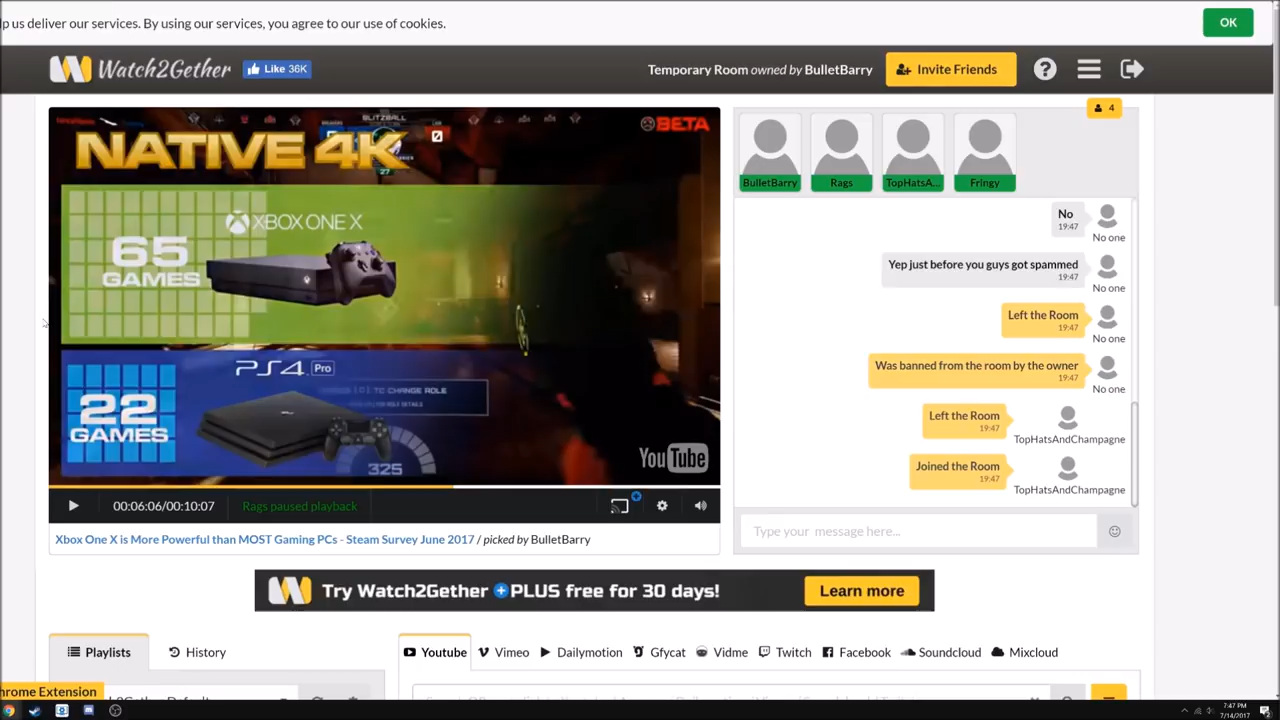 lp us deliver our services. By using our services, you agree to our use of cookies.
OK
Watch2Gether
Like 36K
Temporary Room owned by BulletBarry
Invite Friends
?
4
BLITZBALL
0
27
BETA
NATIVE 4K
XBOX ONE X
65
GAMES
PS4 Pro
TO CHANGE ROLE
22
GAMES
325
YouTube
BulletBarry
Rags
TopHatsA...
Fringy
No
19:47
No one
Yep just before you guys got spammed
19:47
No one
Left the Room
19:47
No one
Was banned from the room by the owner
19:47
No one
Left the Room
19:47
TopHatsAndChampagne
Joined the Room
19:47
TopHatsAndChampagne
00:06:06/00:10:07
Rags paused playback
Type your message here...
Xbox One X is More Powerful than MOST Gaming PCs - Steam Survey June 2017 / picked by BulletBarry
Try Watch2Gether PLUS free for 30 days!
Learn more
Playlists
History
Youtube
Vimeo
Dailymotion
Gfycat
Vidme
Twitch
Facebook
Soundcloud
Mixcloud
hrome Extension
7:47 PM
7/14/2017